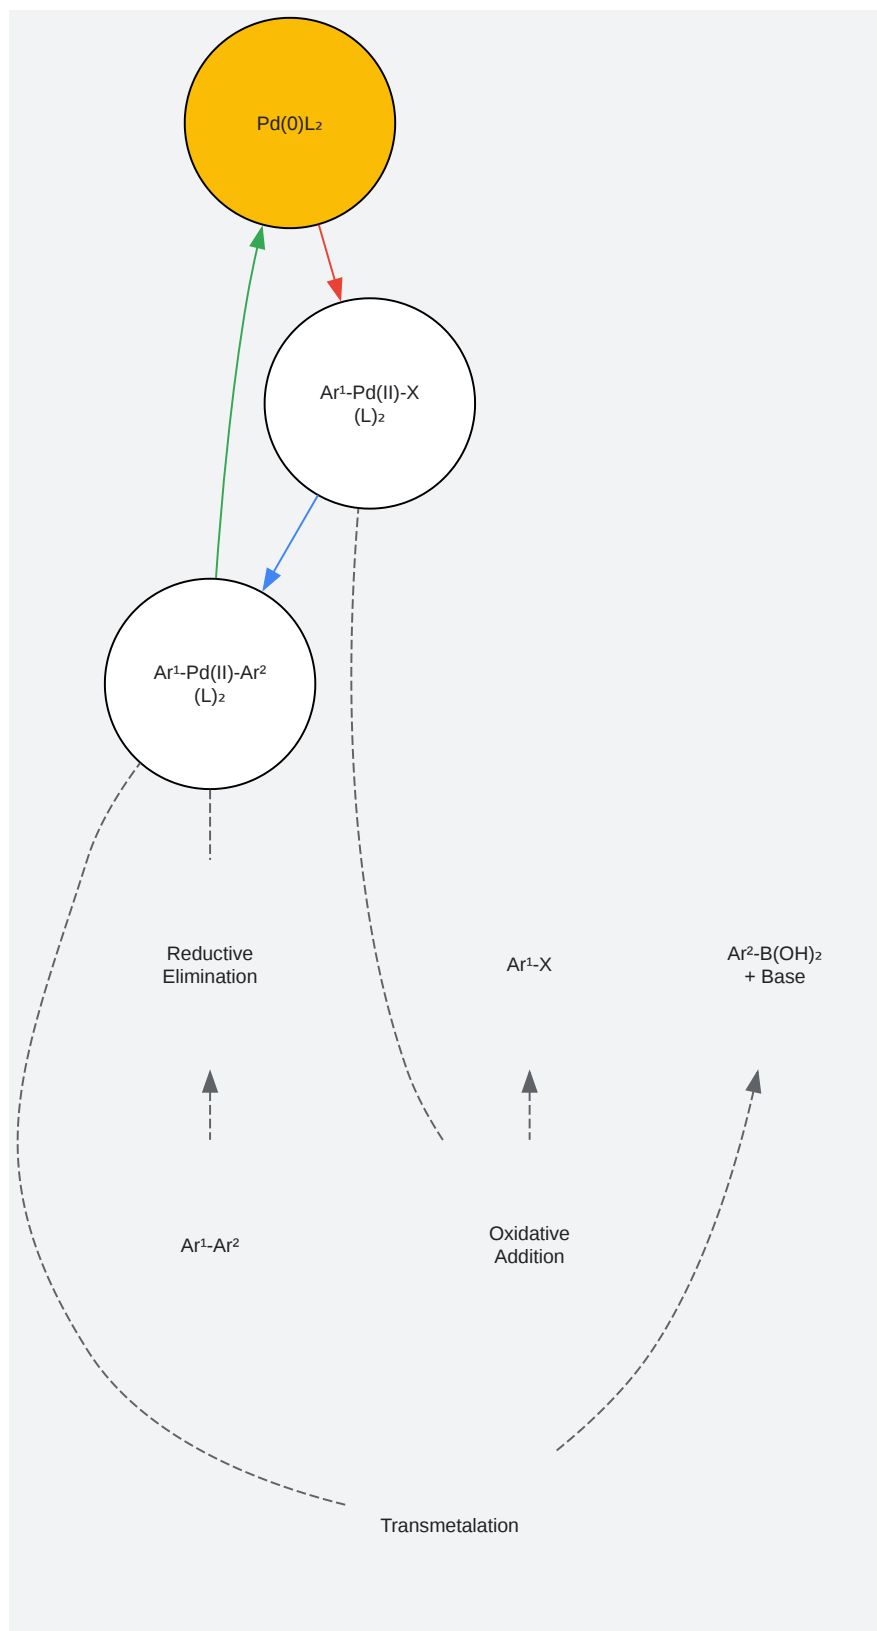 Pd(0)L₂
Ar¹-Pd(II)-X
(L)₂
Ar¹-Pd(II)-Ar²
(L)₂
Reductive
Elimination
Ar¹-X
Ar²-B(OH)₂
+ Base
Ar¹-Ar²
Oxidative
Addition
Transmetalation